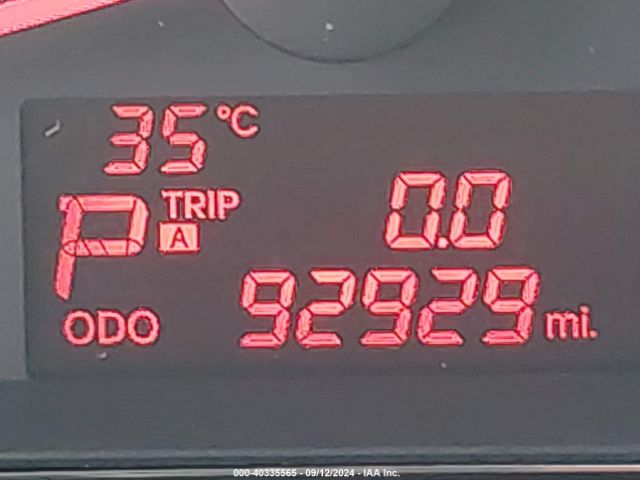 35 °C
P TRIP A 0.0
ODO 92929 mi.
000-40335565 - 09/12/2024 - IAA Inc.